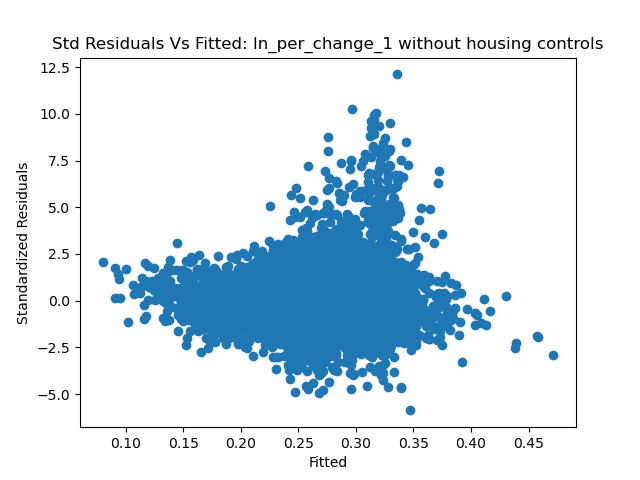 Std Residuals Vs Fitted: ln_per_change_1 without housing controls
12.5
10.0
7.5
5.0
2.5
0.0
−2.5
−5.0
Standardized Residuals
0.10 0.15 0.20 0.25 0.30 0.35 0.40 0.45
Fitted